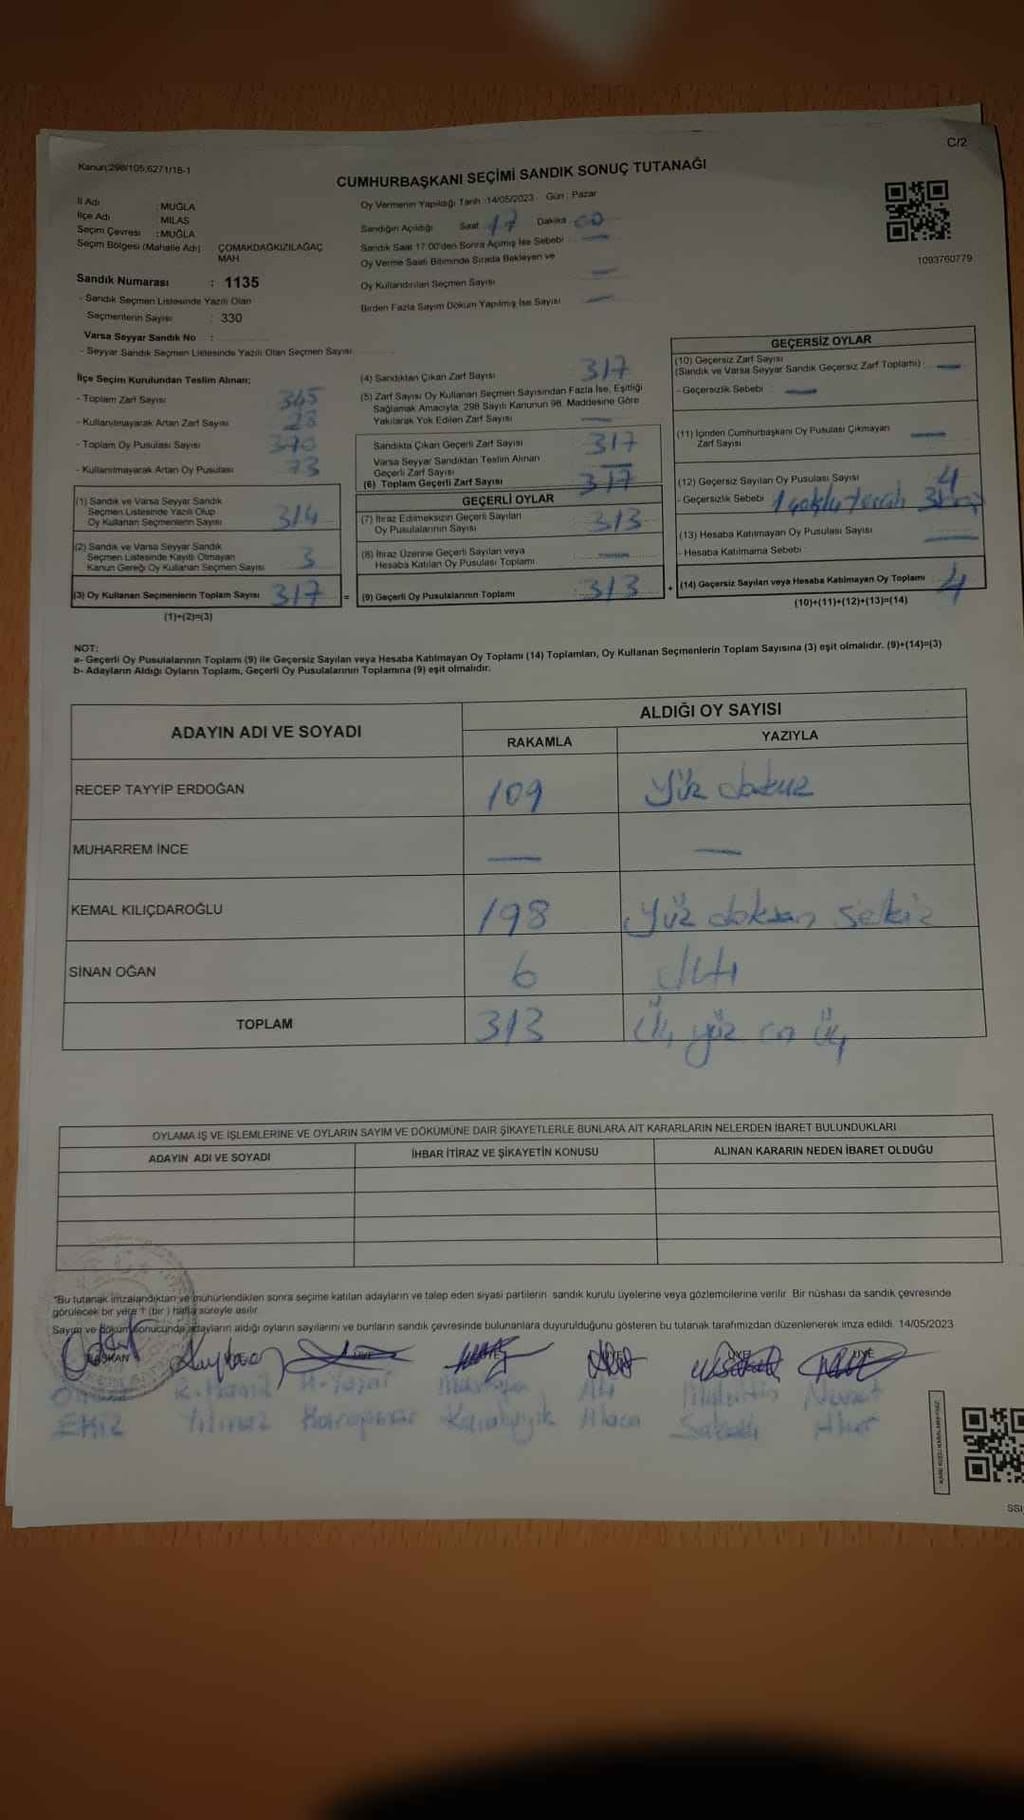 C/2
Kanun:298/105,6271/18-1
CUMHURBAŞKANI SEÇİMİ SANDIK SONUÇ TUTANAĞI
İl Adı : MUĞLA
İlçe Adı : MİLAS
Seçim Çevresi : MUĞLA
Seçim Bölgesi (Mahalle Adı) : ÇOMAKDAĞKIZILAĞAÇ MAH
Sandık Numarası : 1135
- Sandık Seçmen Listesinde Yazılı Olan
Seçmenlerin Sayısı : 330
Varsa Seyyar Sandık No :
- Seyyar Sandık Seçmen Listesinde Yazılı Olan Seçmen Sayısı
Oy Vermenin Yapıldığı Tarih :14/05/2023 Gün : Pazar
Sandığın Açıldığı Saat 17 Dakika 00
Sandık Saat 17:00'den Sonra Açımış İse Sebebi —
Oy Verme Saati Bitiminde Sırada Bekleyen ve
Oy Kullandırılan Seçmen Sayısı —
Birden Fazla Sayım Döküm Yapılmış İse Sayısı —
1093760779
İlçe Seçim Kurulundan Teslim Alınan;
- Toplam Zarf Sayısı 345
- Kullanılmayarak Artan Zarf Sayısı 28
- Toplam Oy Pusulası Sayısı
- Kullanılmayarak Artan Oy Pusulası 73
(1) Sandık ve Varsa Seyyar Sandık
Seçmen Listesinde Yazılı Olup
Oy Kullanan Seçmenlerin Sayısı 314
(2) Sandık ve Varsa Seyyar Sandık
Seçmen Listesinde Kayıtlı Olmayan
Kanun Gereği Oy Kullanan Seçmen Sayısı 3
(3) Oy Kullanan Seçmenlerin Toplam Sayısı 317 =
(1)+(2)=(3)
(4) Sandıktan Çıkan Zarf Sayısı 317
(5) Zarf Sayısı Oy Kullanan Seçmen Sayısından Fazla İse, Eşitliği
Sağlamak Amacıyla, 298 Sayılı Kanunun 98. Maddesine Göre
Yakılarak Yok Edilen Zarf Sayısı —
Sandıkta Çıkan Geçerli Zarf Sayısı 317
Varsa Seyyar Sandıktan Teslim Alınan
Geçerli Zarf Sayısı —
(6) Toplam Geçerli Zarf Sayısı 317
GEÇERLİ OYLAR
(7) İtiraz Edilmeksizin Geçerli Sayılan
Oy Pusulalarının Sayısı 313
(8) İtiraz Üzerine Geçerli Sayılan veya
Hesaba Katılan Oy Pusulası Toplamı —
(9) Geçerli Oy Pusulalarının Toplamı 313 +
GEÇERSİZ OYLAR
(10) Geçersiz Zarf Sayısı
(Sandık ve Varsa Seyyar Sandık Geçersiz Zarf Toplamı) : —
- Geçersizlik Sebebi : —
(11) İçinden Cumhurbaşkanı Oy Pusulası Çıkmayan
Zarf Sayısı —
(12) Geçersiz Sayılan Oy Pusulası Sayısı 4
- Geçersizlik Sebebi 1 çoklu tercih 3
(13) Hesaba Katılmayan Oy Pusulası Sayısı —
- Hesaba Katılmama Sebebi
(14) Geçersiz Sayılan veya Hesaba Katılmayan Oy Toplamı 4
(10)+(11)+(12)+(13)=(14)
NOT:
a- Geçerli Oy Pusulalarının Toplamı (9) ile Geçersiz Sayılan veya Hesaba Katılmayan Oy Toplamı (14) Toplamları, Oy Kullanan Seçmenlerin Toplam Sayısına (3) eşit olmalıdır. (9)+(14)=(3)
b- Adayların Aldığı Oyların Toplamı, Geçerli Oy Pusulalarının Toplamına (9) eşit olmalıdır.
ADAYIN ADI VE SOYADI ALDIĞI OY SAYISI
RAKAMLA YAZIYLA
RECEP TAYYİP ERDOĞAN 109 Yüz dokuz
MUHARREM İNCE — —
KEMAL KILIÇDAROĞLU 198 Yüz doksan sekiz
SİNAN OĞAN 6 Altı
TOPLAM 313 Üç yüz on üç
OYLAMA İŞ VE İŞLEMLERİNE VE OYLARIN SAYIM VE DÖKÜMÜNE DAİR ŞİKAYETLERLE BUNLARA AİT KARARLARIN NELERDEN İBARET BULUNDUKLARI
ADAYIN ADI VE SOYADI İHBAR İTİRAZ VE ŞİKAYETİN KONUSU ALINAN KARARIN NEDEN İBARET OLDUĞU
"Bu tutanak imzalandıktan ve mühürlendikten sonra seçime katılan adayların ve talep eden siyasi partilerin sandık kurulu üyelerine veya gözlemcilerine verilir. Bir nüshası da sandık çevresinde
görülecek bir yere 1 (bir ) hafta süreyle asılır.
Sayım ve döküm sonucunda adayların aldığı oyların sayılarını ve bunların sandık çevresinde bulunanlara duyurulduğunu gösteren bu tutanak tarafımızdan düzenlenerek imza edildi. 14/05/2023
BAŞKAN ÜYE ÜYE ÜYE ÜYE
Ali
EKİZ Yılmaz Alaca
SSI